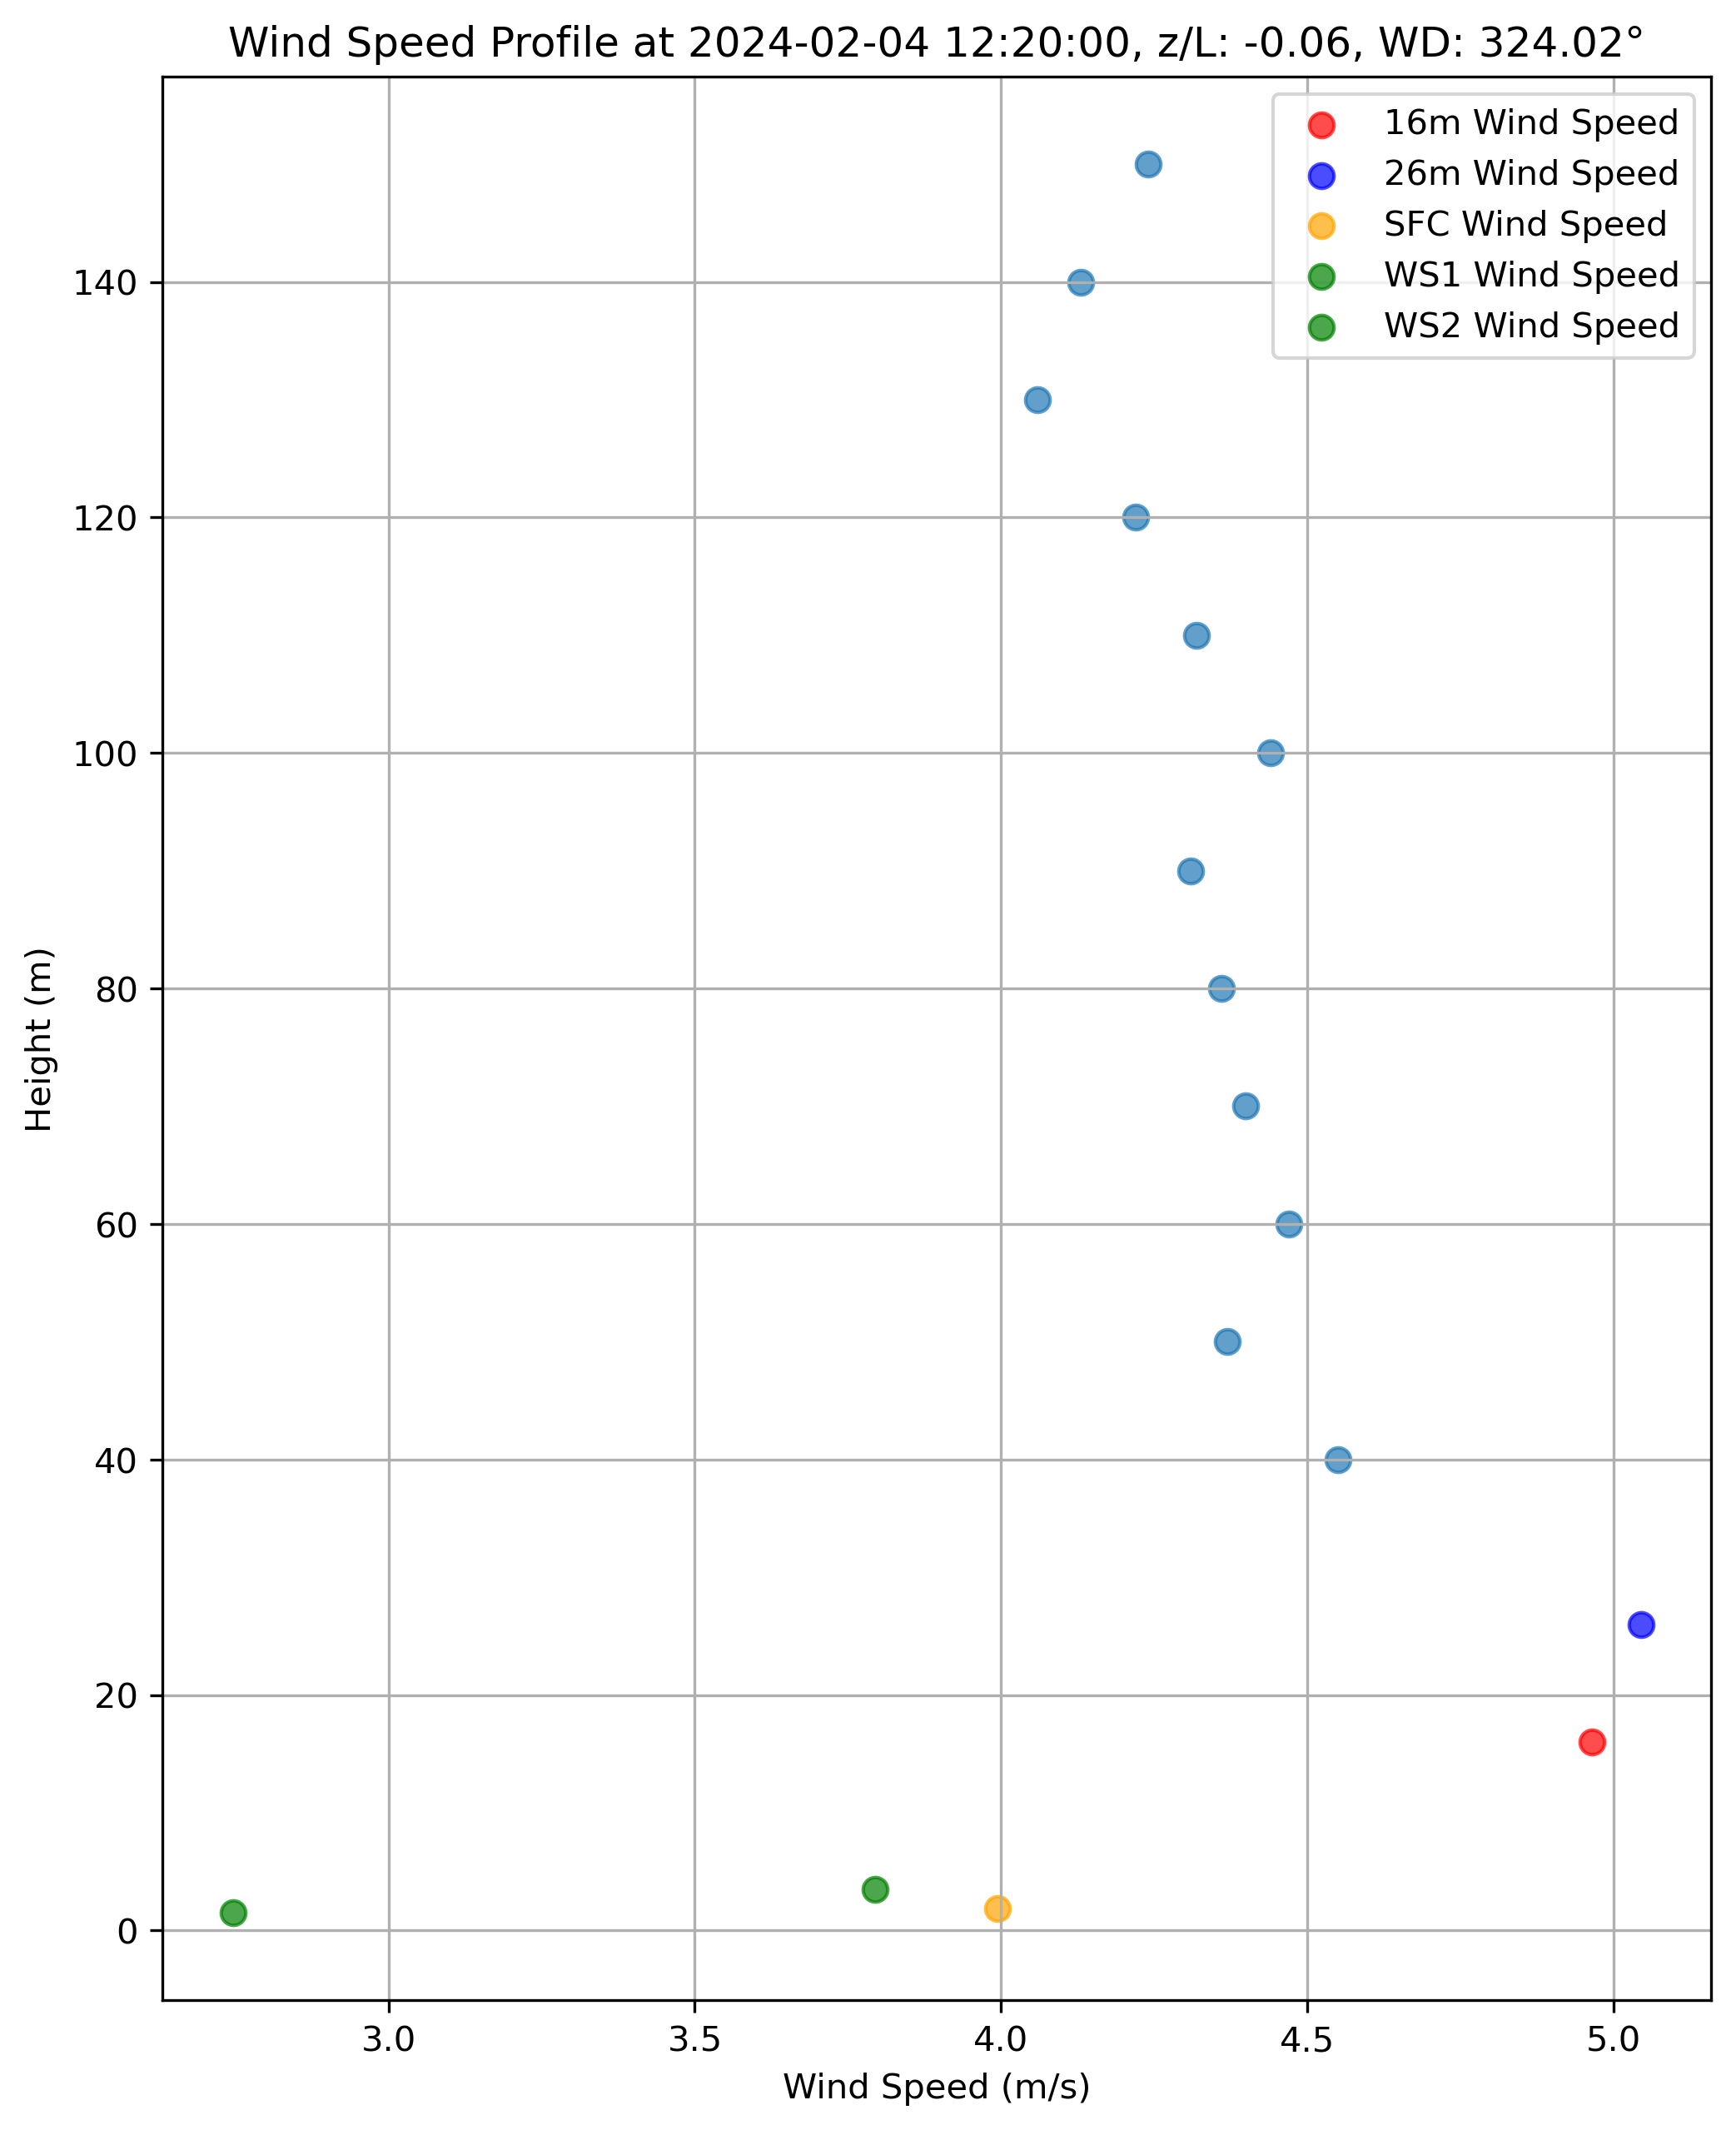 Wind Speed Profile at 2024-02-04 12:20:00, z/L: -0.06, WD: 324.02°
16m Wind Speed
26m Wind Speed
SFC Wind Speed
WS1 Wind Speed
WS2 Wind Speed
140
120
100
80
60
40
20
0
Height (m)
3.0 3.5 4.0 4.5 5.0
Wind Speed (m/s)